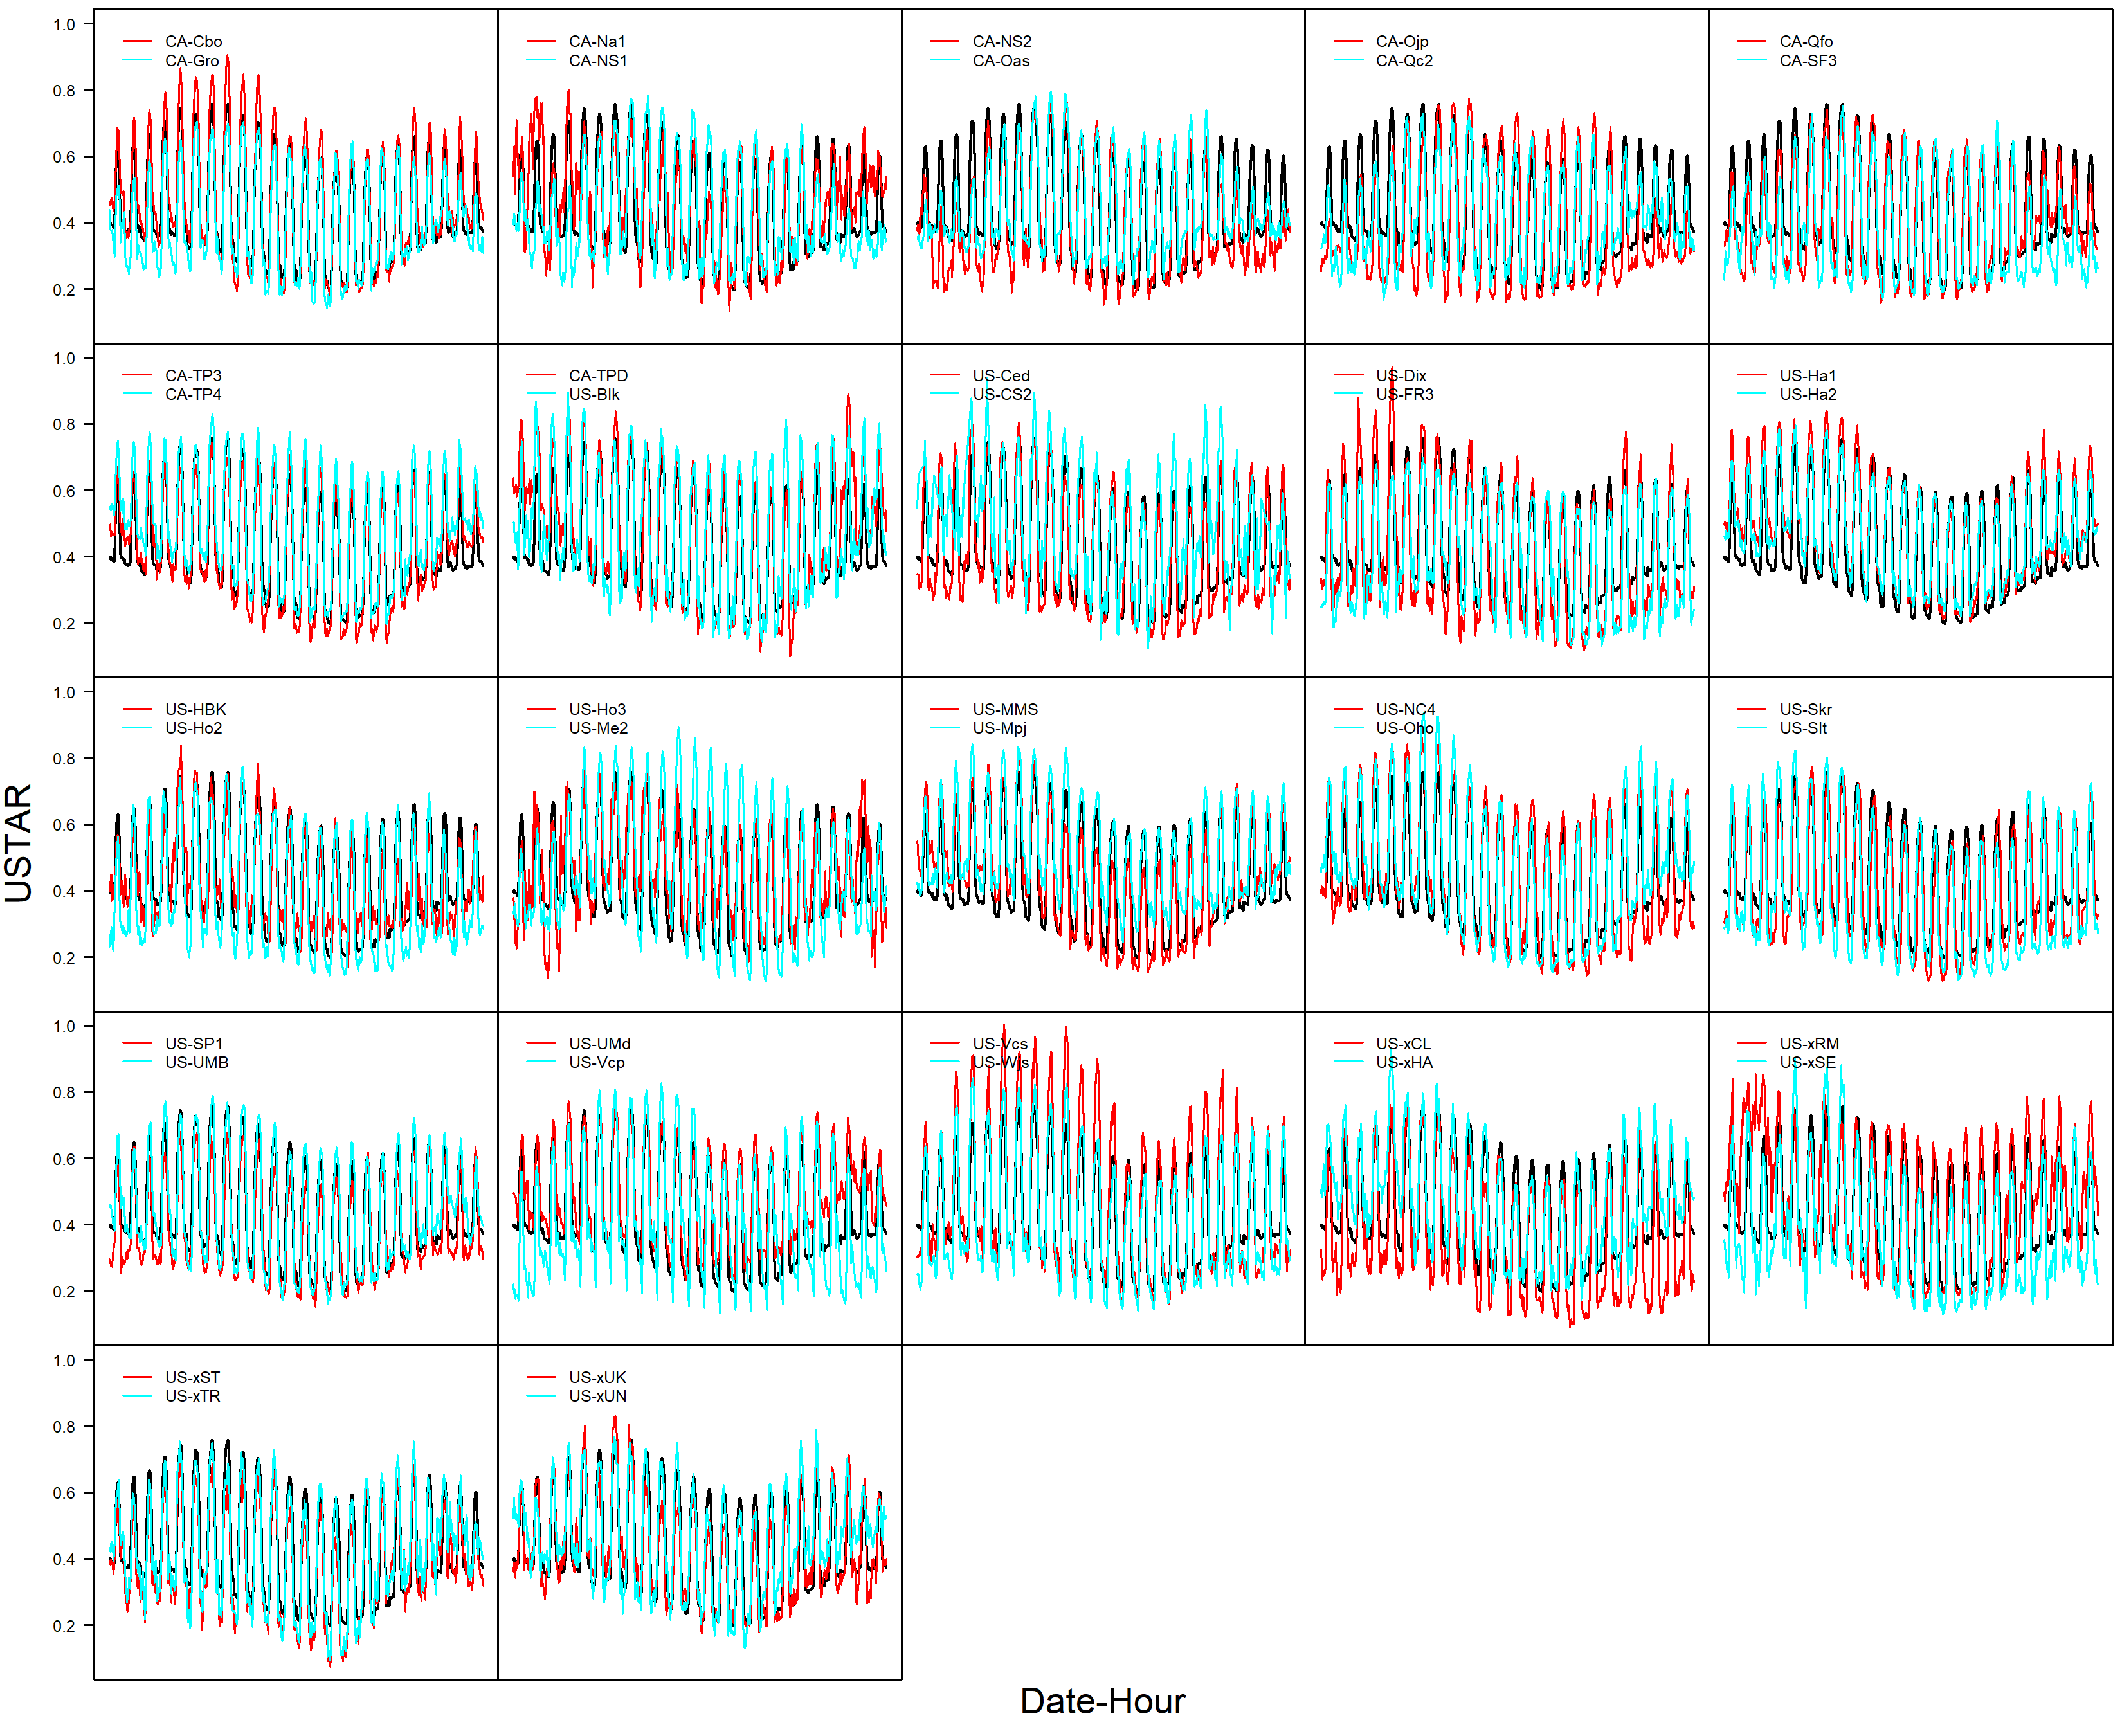 USTAR
1.0
0.8
0.6
0.4
0.2
CA-Cbo
CA-Gro
CA-Na1
CA-NS1
CA-NS2
CA-Oas
CA-Ojp
CA-Qc2
CA-Qfo
CA-SF3
1.0
0.8
0.6
0.4
0.2
CA-TP3
CA-TP4
CA-TPD
US-Blk
US-Ced
US-CS2
US-Dix
US-FR3
US-Ha1
US-Ha2
1.0
0.8
0.6
0.4
0.2
US-HBK
US-Ho2
US-Ho3
US-Me2
US-MMS
US-Mpj
US-NC4
US-Oho
US-Skr
US-Slt
1.0
0.8
0.6
0.4
0.2
US-SP1
US-UMB
US-UMd
US-Vcp
US-Vcs
US-Wjs
US-xCL
US-xHA
US-xRM
US-xSE
1.0
0.8
0.6
0.4
0.2
US-xST
US-xTR
US-xUK
US-xUN
Date-Hour